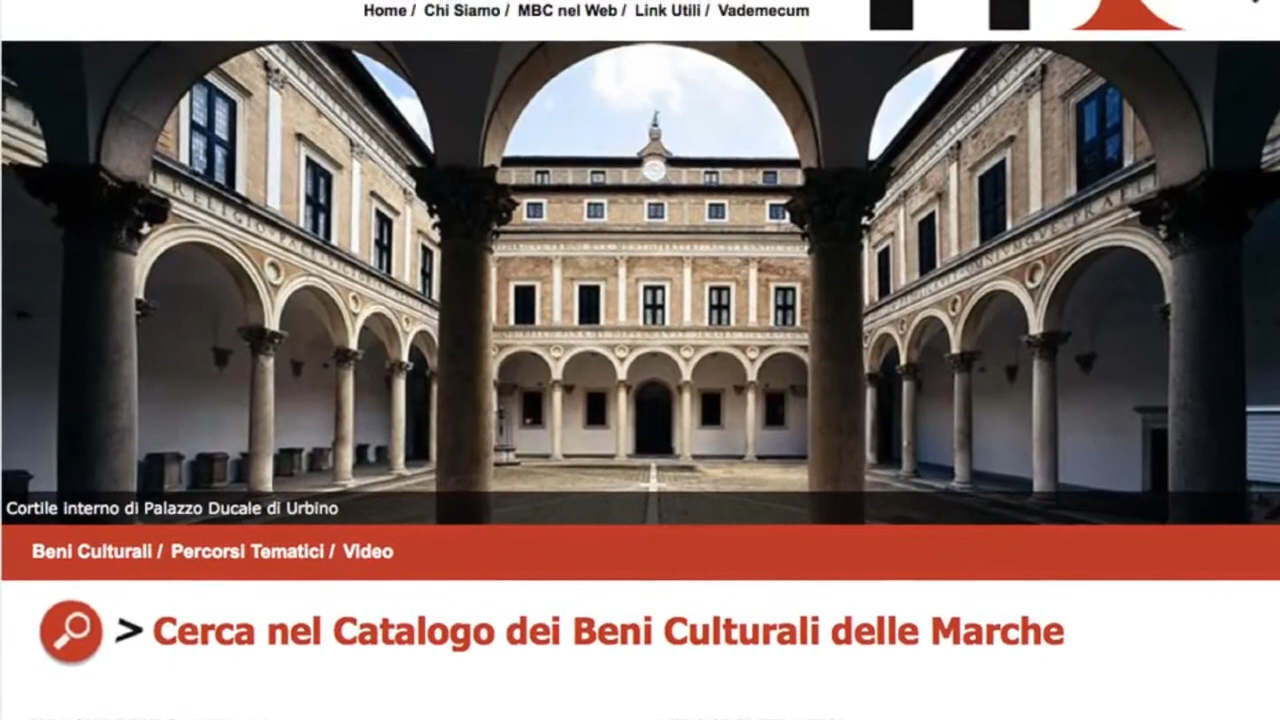 Home / Chi Siamo / MBC nel Web / Link Utili / Vademecum
Cortile interno di Palazzo Ducale di Urbino
Beni Culturali / Percorsi Tematici / Video
> Cerca nel Catalogo dei Beni Culturali delle Marche